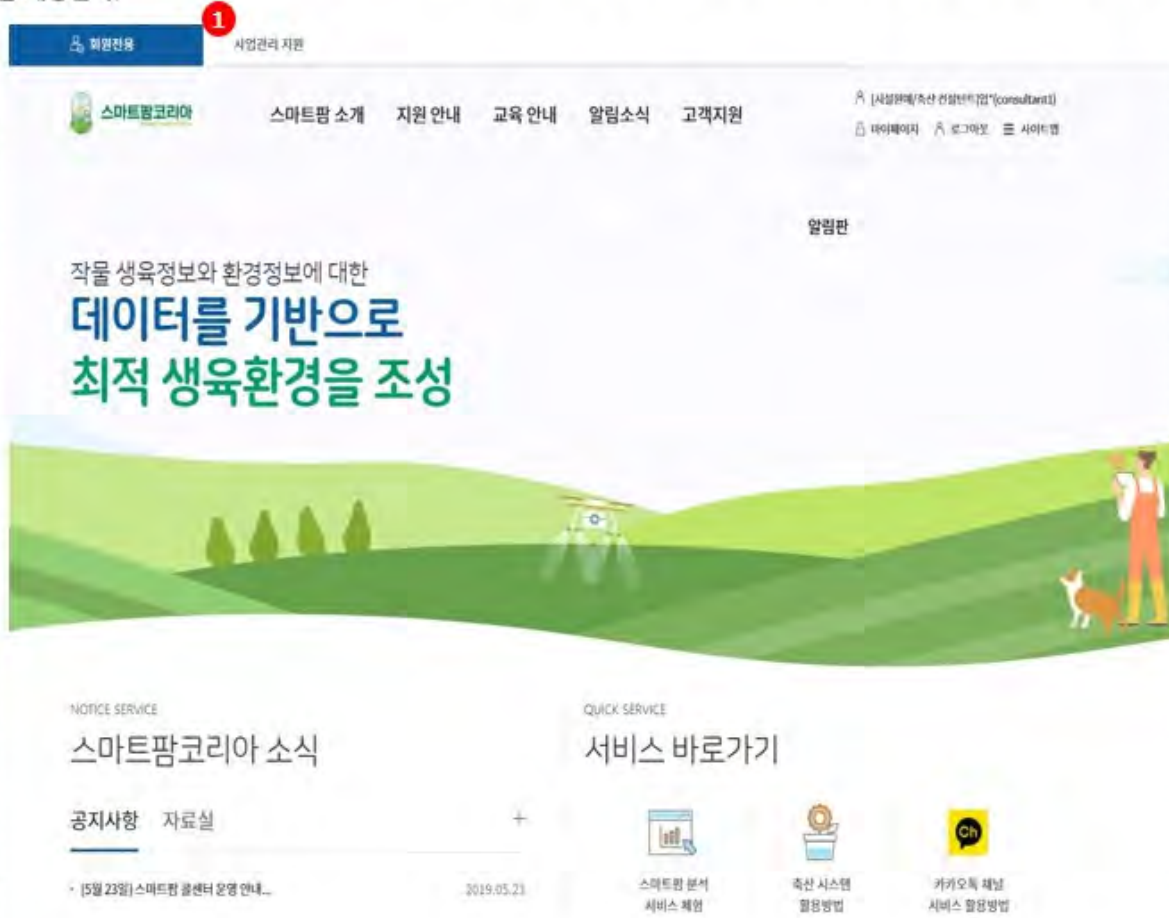 1
회원전용
사업관리 지원
스마트팜코리아
스마트팜 소개 지원 안내 교육 안내 알림소식 고객지원
(consultant1)
마이페이지 로그아웃 사이트맵
알림판
작물 생육정보와 환경정보에 대한
데이터를 기반으로
최적 생육환경을 조성
NOTICE SERVICE
스마트팜코리아 소식
공지사항 자료실 +
[5월 23일] 스마트팜 콜센터 운영 안내... 2019.05.23
QUICK SERVICE
서비스 바로가기
Ch
스마트팜 분석
서비스 체험
축산 시스템
활용방법
카카오톡 채널
서비스 활용방법